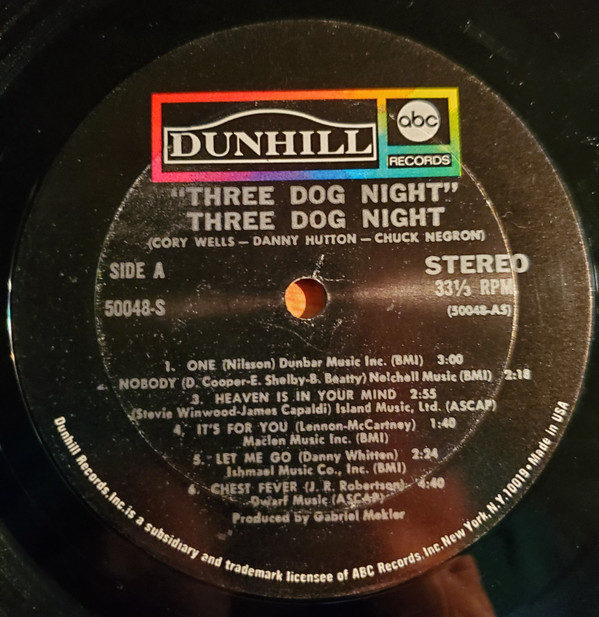 DUNHILL
abc
RECORDS
"THREE DOG NIGHT"
THREE DOG NIGHT
(CORY WELLS — DANNY HUTTON — CHUCK NEGRON)
SIDE A
STEREO
50048-S
33⅓ RPM
(50048-AS)
1. ONE (Nilsson) Dunbar Music Inc. (BMI) 3:00
2. NOBODY (D. Cooper-E. Shelby-B. Beatty) Nelchell Music (BMI) 2:18
3. HEAVEN IS IN YOUR MIND 2:55
(Stevie Winwood-James Capaldi) Island Music, Ltd. (ASCAP)
4. IT'S FOR YOU (Lennon-McCartney) 1:40
Maclen Music Inc. (BMI)
5. LET ME GO (Danny Whitten) 2:24
Ishmael Music Co., Inc. (BMI)
6. CHEST FEVER (J. R. Robertson) 4:40
Dwarf Music (ASCAP)
Produced by Gabriel Mekler
Dunhill Records, Inc. is a subsidiary and trademark licensee of ABC Records, Inc. New York, N.Y. 10019 • Made in USA